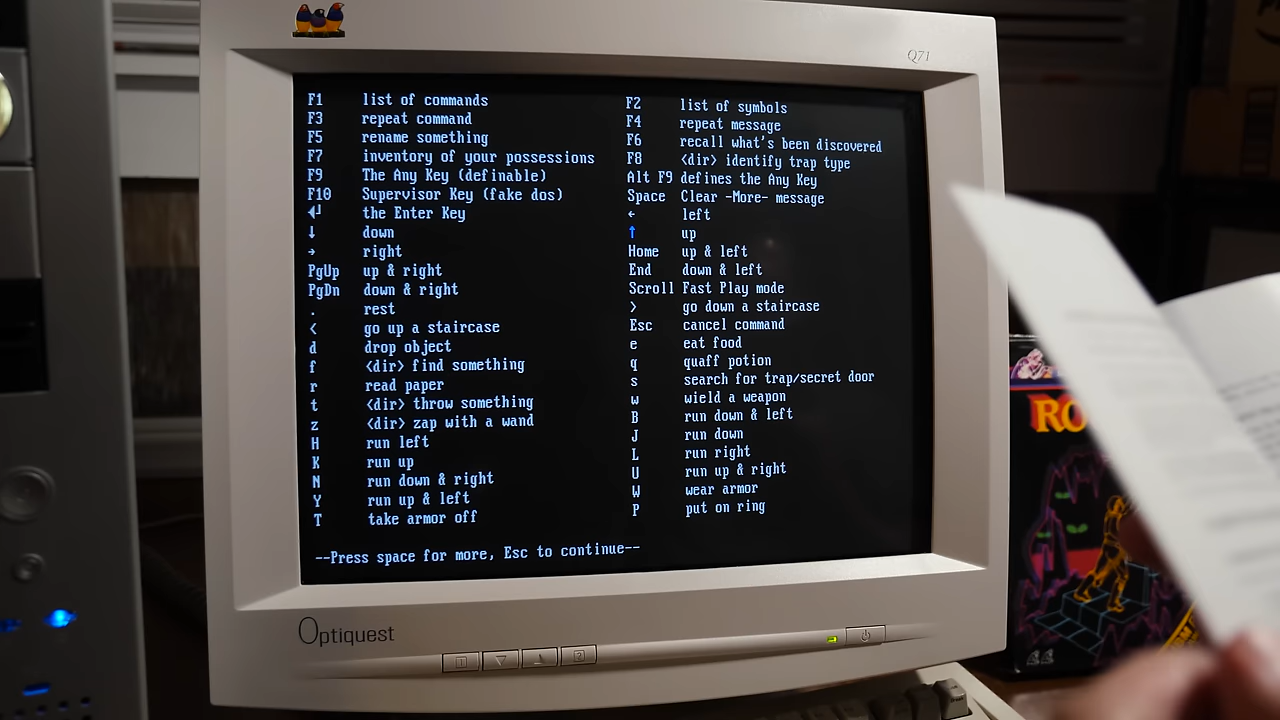 Q71
F1 list of commands F2 list of symbols
F3 repeat command F4 repeat message
F5 rename something F6 recall what's been discovered
F7 inventory of your possessions F8 <dir> identify trap type
F9 The Any Key (definable) Alt F9 defines the Any Key
F10 Supervisor Key (fake dos) Space Clear -More- message
↵ the Enter Key ← left
↓ down ↑ up
→ right Home up & left
PgUp up & right End down & left
PgDn down & right Scroll Fast Play mode
. rest > go down a staircase
< go up a staircase Esc cancel command
d drop object e eat food
f <dir> find something q quaff potion
r read paper s search for trap/secret door
t <dir> throw something w wield a weapon
z <dir> zap with a wand B run down & left
H run left J run down
K run up L run right
N run down & right U run up & right
Y run up & left W wear armor
T take armor off P put on ring
--Press space for more, Esc to continue--
Optiquest
RO